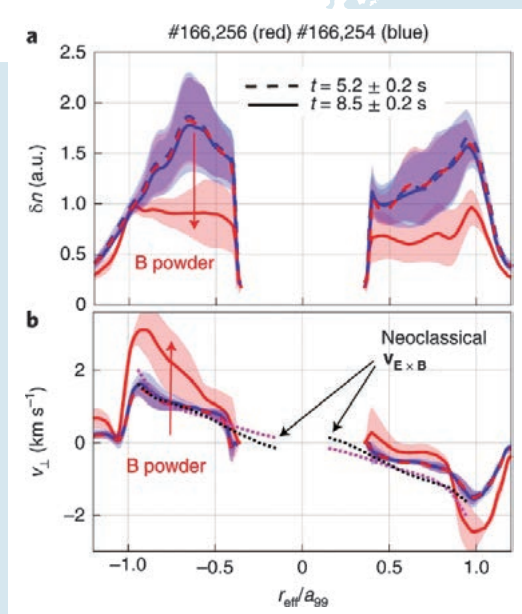 a
#166,256 (red) #166,254 (blue)
2.5
2.0
1.5
1.0
0.5
0
δn (a.u.)
t = 5.2 ± 0.2 s
t = 8.5 ± 0.2 s
B powder
b
2
0
−2
v⊥ (km s−1)
Neoclassical
vE × B
B powder
−1.0 −0.5 0 0.5 1.0
reff/a99